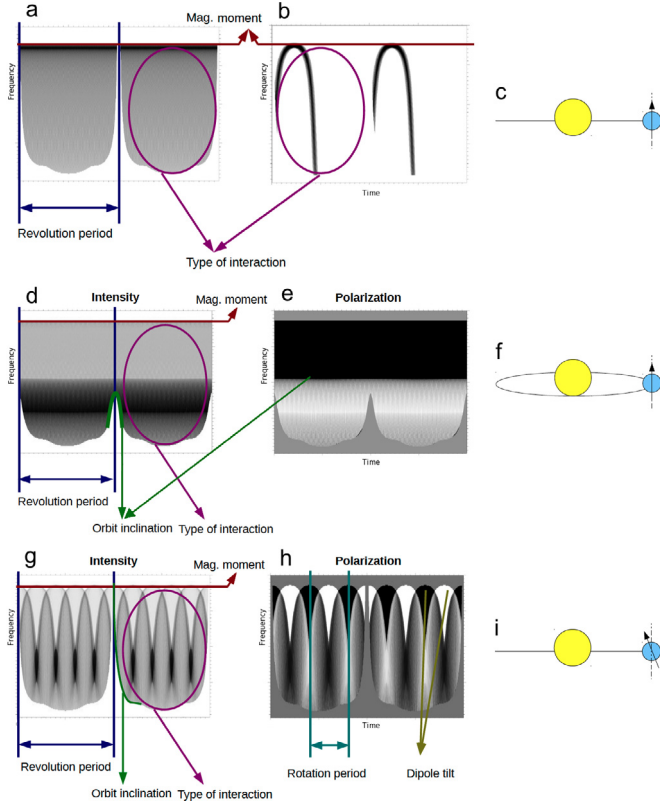 a
Mag. moment
b
Frequency
Frequency
c
Time
Revolution period
Type of interaction
d
Intensity
Mag. moment
e
Polarization
Frequency
Frequency
f
Time
Revolution period
Orbit inclination
Type of interaction
g
Intensity
Mag. moment
h
Polarization
Frequency
Frequency
i
Time
Revolution period
Rotation period
Dipole tilt
Orbit inclination
Type of interaction